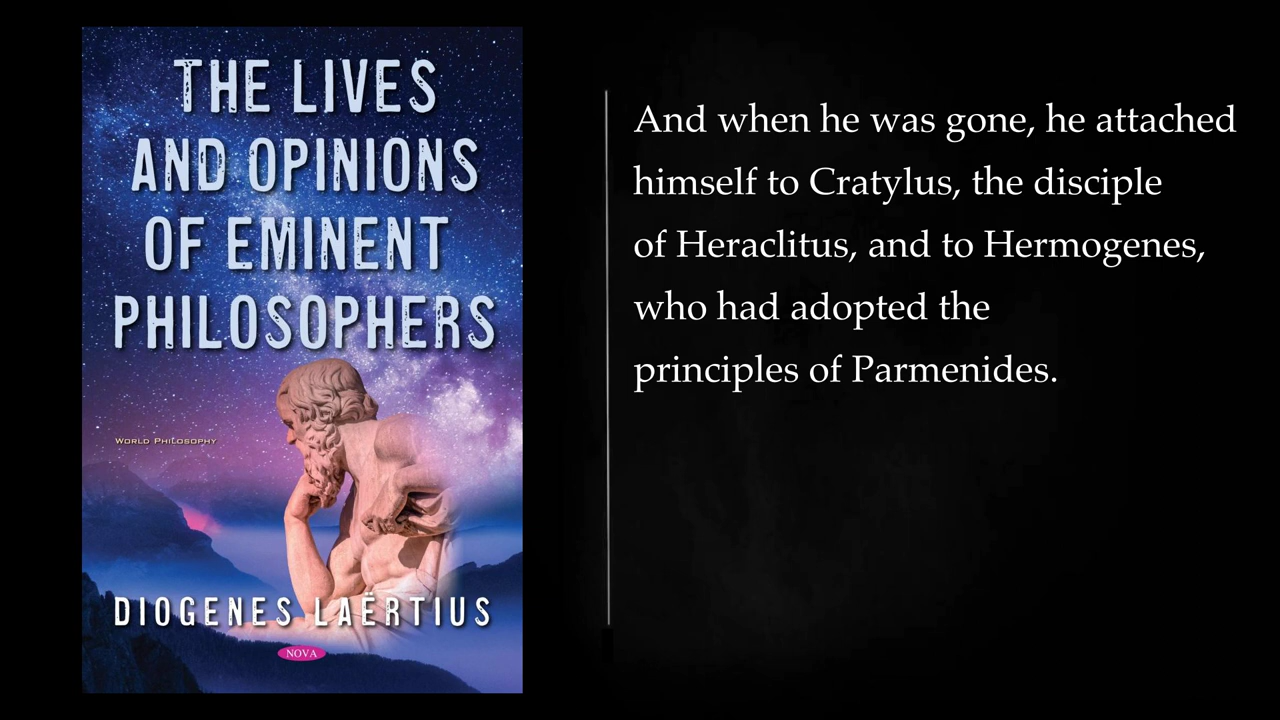 THE LIVES
AND OPINIONS
OF EMINENT
PHILOSOPHERS
WORLD PHILOSOPHY
DIOGENES LAËRTIUS
NOVA
And when he was gone, he attached
himself to Cratylus, the disciple
of Heraclitus, and to Hermogenes,
who had adopted the
principles of Parmenides.